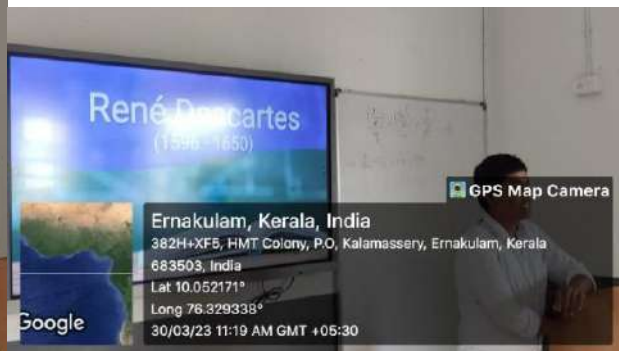 René Descartes
(1596 - 1650)
GPS Map Camera
Ernakulam, Kerala, India
382H+XF5, HMT Colony, P.O, Kalamassery, Ernakulam, Kerala
683503, India
Lat 10.052171°
Long 76.329338°
30/03/23 11:19 AM GMT +05:30
Google